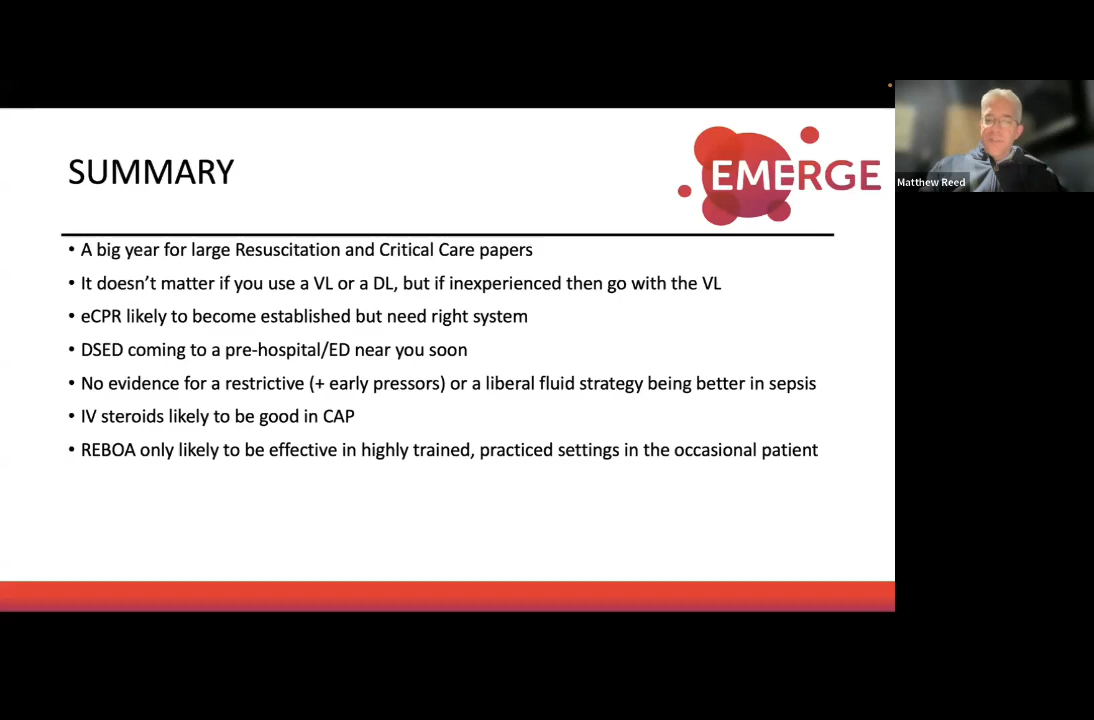 SUMMARY
EMERGE
Matthew Reed
• A big year for large Resuscitation and Critical Care papers
• It doesn’t matter if you use a VL or a DL, but if inexperienced then go with the VL
• eCPR likely to become established but need right system
• DSED coming to a pre-hospital/ED near you soon
• No evidence for a restrictive (+ early pressors) or a liberal fluid strategy being better in sepsis
• IV steroids likely to be good in CAP
• REBOA only likely to be effective in highly trained, practiced settings in the occasional patient